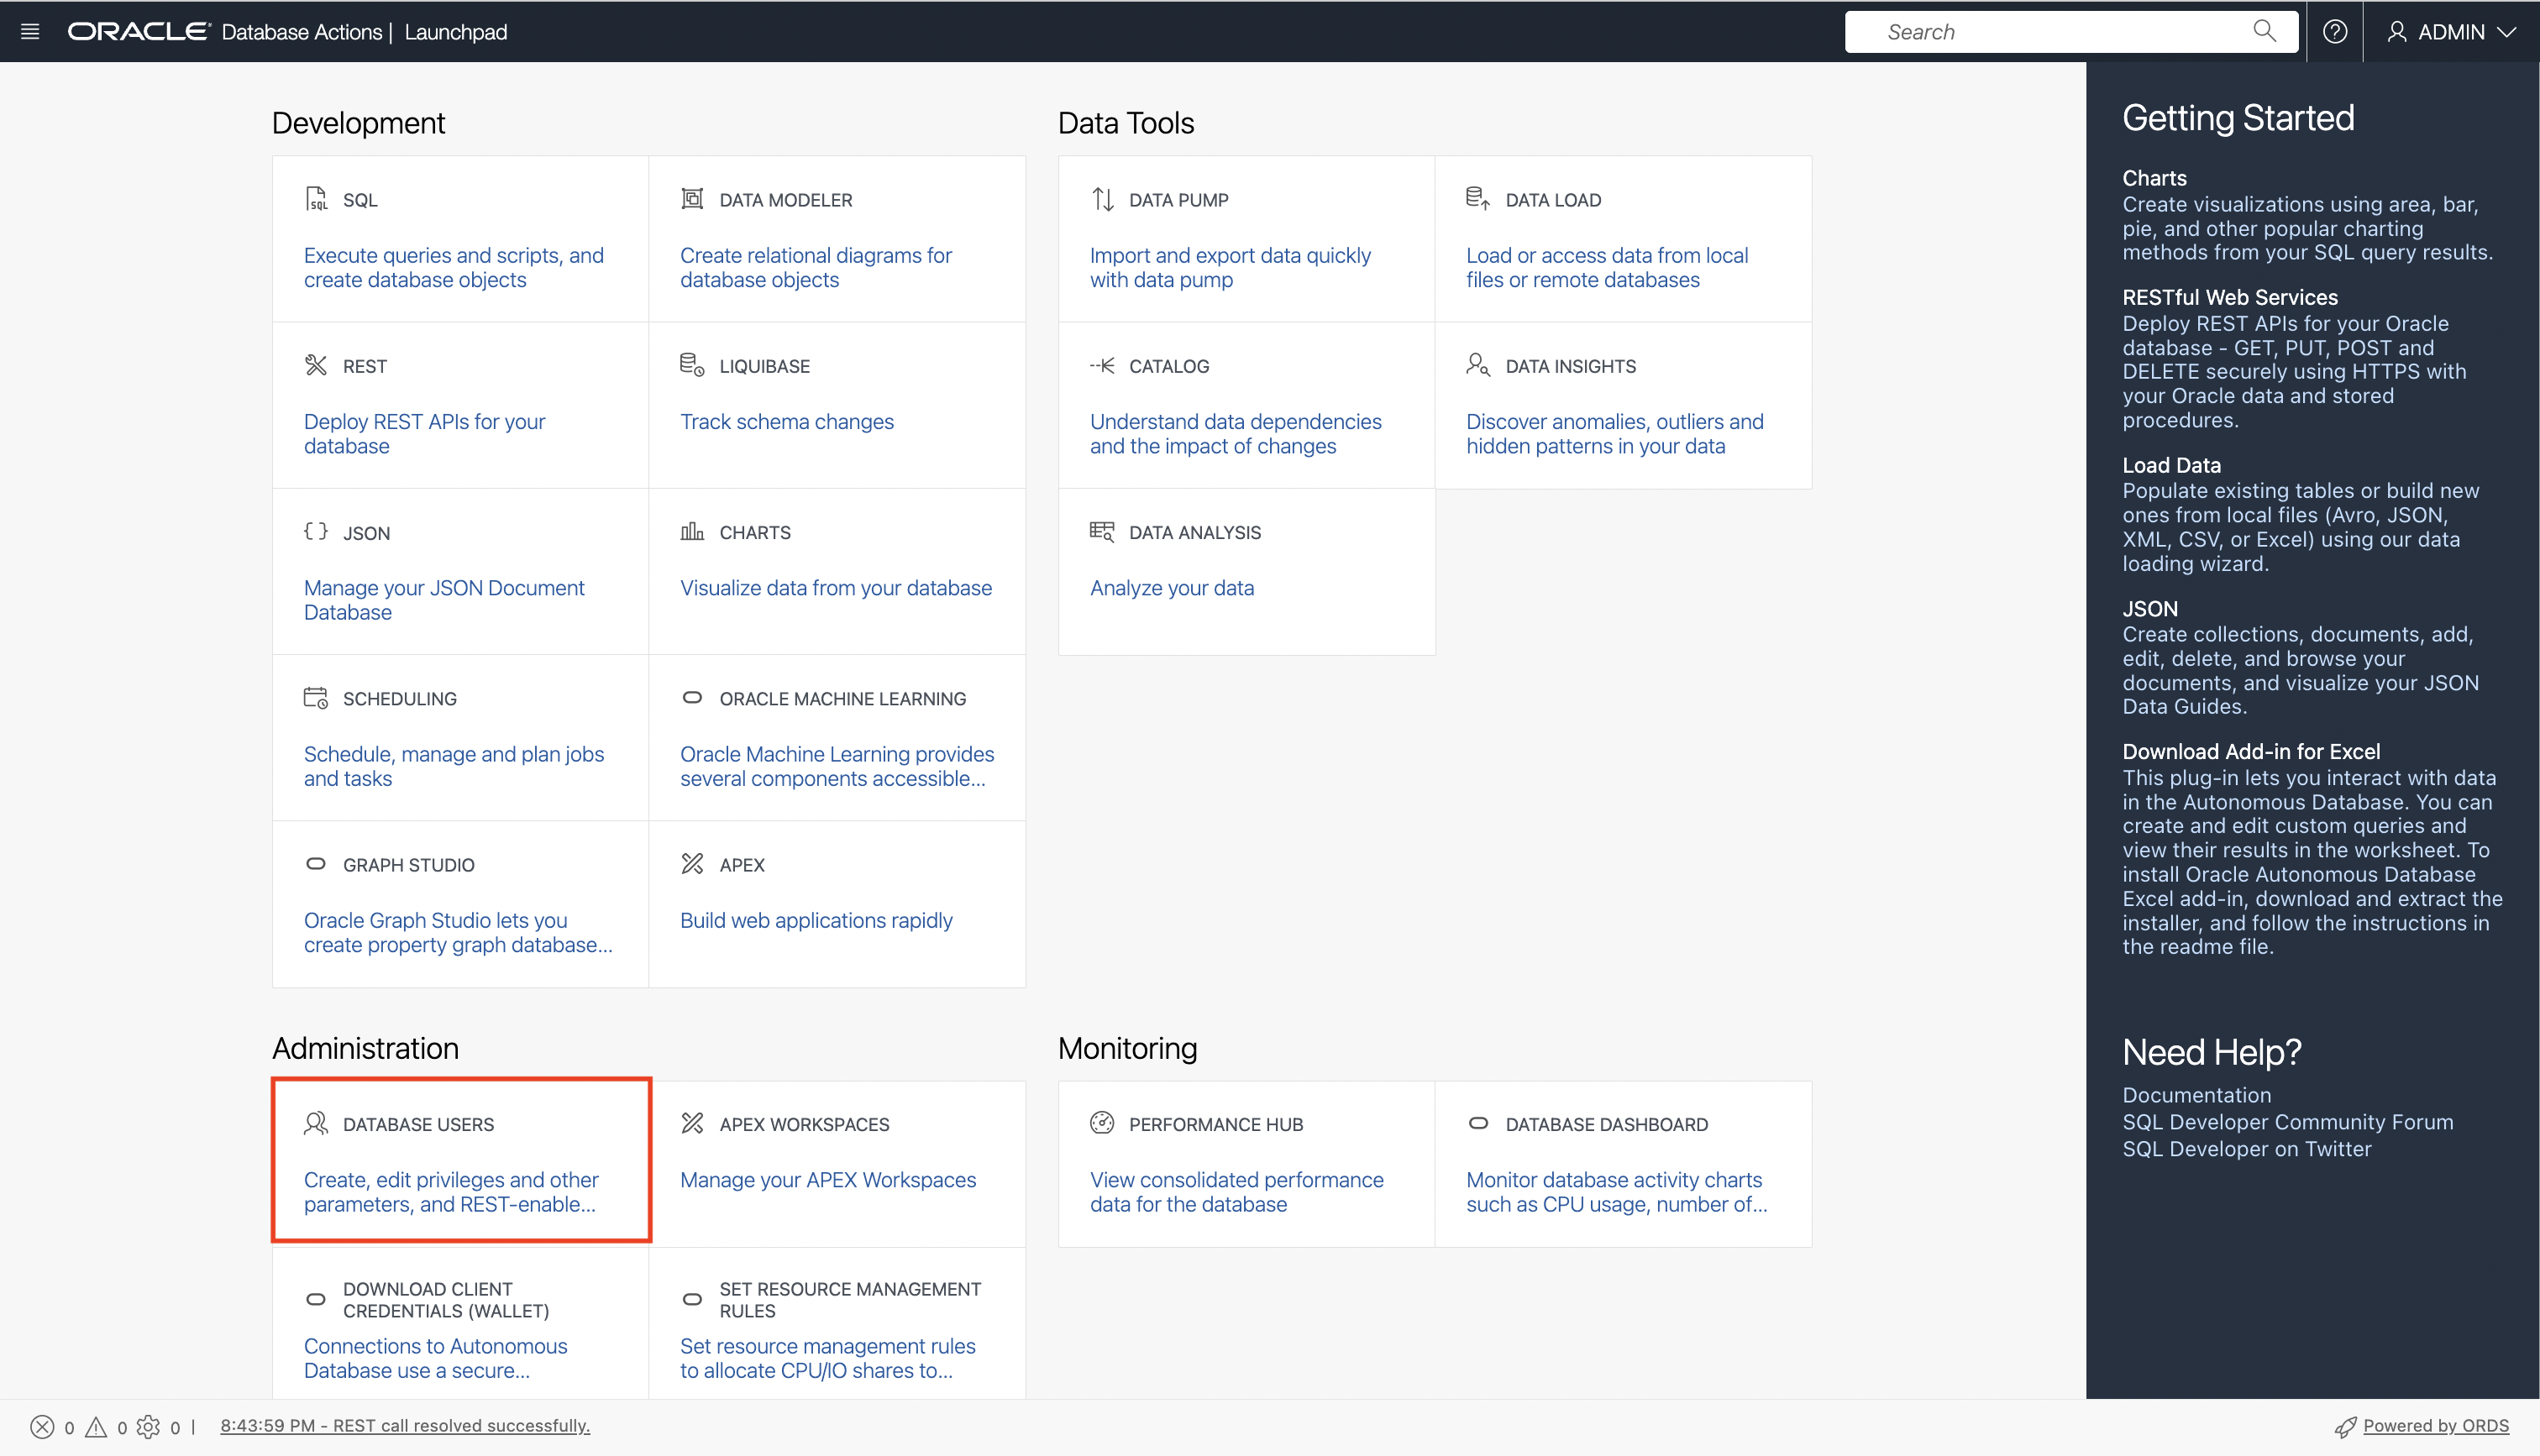 ORACLE Database Actions | Launchpad
Search
ADMIN
Development
SQL
Execute queries and scripts, and
create database objects
DATA MODELER
Create relational diagrams for
database objects
REST
Deploy REST APIs for your
database
LIQUIBASE
Track schema changes
JSON
Manage your JSON Document
Database
CHARTS
Visualize data from your database
SCHEDULING
Schedule, manage and plan jobs
and tasks
ORACLE MACHINE LEARNING
Oracle Machine Learning provides
several components accessible...
GRAPH STUDIO
Oracle Graph Studio lets you
create property graph database...
APEX
Build web applications rapidly
Data Tools
DATA PUMP
Import and export data quickly
with data pump
DATA LOAD
Load or access data from local
files or remote databases
CATALOG
Understand data dependencies
and the impact of changes
DATA INSIGHTS
Discover anomalies, outliers and
hidden patterns in your data
DATA ANALYSIS
Analyze your data
Administration
DATABASE USERS
Create, edit privileges and other
parameters, and REST-enable...
APEX WORKSPACES
Manage your APEX Workspaces
DOWNLOAD CLIENT
CREDENTIALS (WALLET)
Connections to Autonomous
Database use a secure...
SET RESOURCE MANAGEMENT
RULES
Set resource management rules
to allocate CPU/IO shares to...
Monitoring
PERFORMANCE HUB
View consolidated performance
data for the database
DATABASE DASHBOARD
Monitor database activity charts
such as CPU usage, number of...
Getting Started
Charts
Create visualizations using area, bar,
pie, and other popular charting
methods from your SQL query results.
RESTful Web Services
Deploy REST APIs for your Oracle
database - GET, PUT, POST and
DELETE securely using HTTPS with
your Oracle data and stored
procedures.
Load Data
Populate existing tables or build new
ones from local files (Avro, JSON,
XML, CSV, or Excel) using our data
loading wizard.
JSON
Create collections, documents, add,
edit, delete, and browse your
documents, and visualize your JSON
Data Guides.
Download Add-in for Excel
This plug-in lets you interact with data
in the Autonomous Database. You can
create and edit custom queries and
view their results in the worksheet. To
install Oracle Autonomous Database
Excel add-in, download and extract the
installer, and follow the instructions in
the readme file.
Need Help?
Documentation
SQL Developer Community Forum
SQL Developer on Twitter
0 0 0 | 8:43:59 PM - REST call resolved successfully.
Powered by ORDS